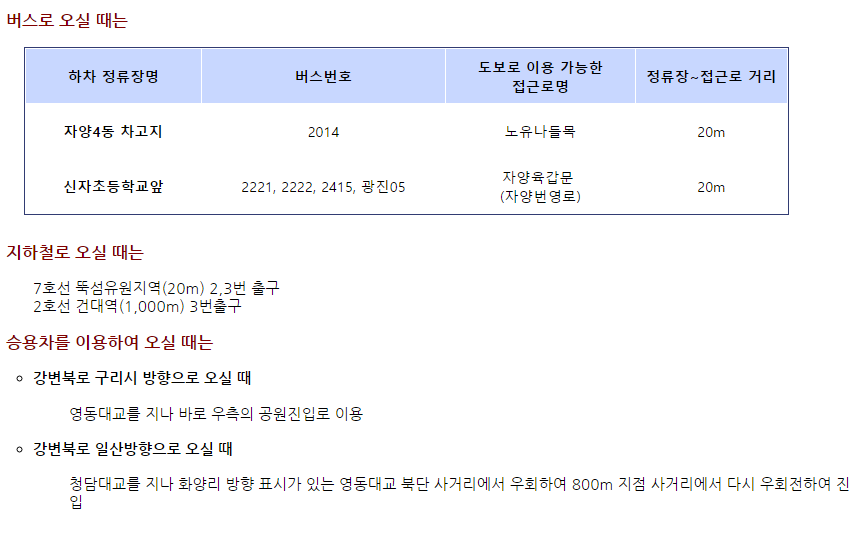 버스로 오실 때는
하차 정류장명 버스번호 도보로 이용 가능한 접근로명 정류장~접근로 거리
자양4동 차고지 2014 노유나들목 20m
신자초등학교앞 2221, 2222, 2415, 광진05 자양육갑문 (자양번영로) 20m
지하철로 오실 때는
7호선 뚝섬유원지역(20m) 2,3번 출구
2호선 건대역(1,000m) 3번출구
승용차를 이용하여 오실 때는
강변북로 구리시 방향으로 오실 때
영동대교를 지나 바로 우측의 공원진입로 이용
강변북로 일산방향으로 오실 때
청담대교를 지나 화양리 방향 표시가 있는 영동대교 북단 사거리에서 우회하여 800m 지점 사거리에서 다시 우회전하여 진
입